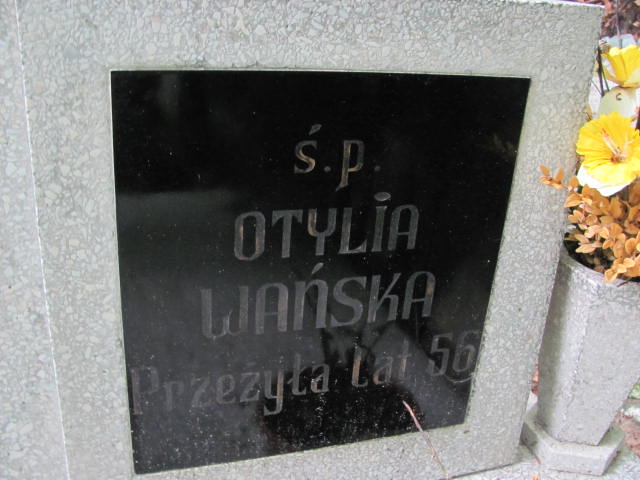 ś.p.
OTYLIA
WAŃSKA
Przeżyła lat 56